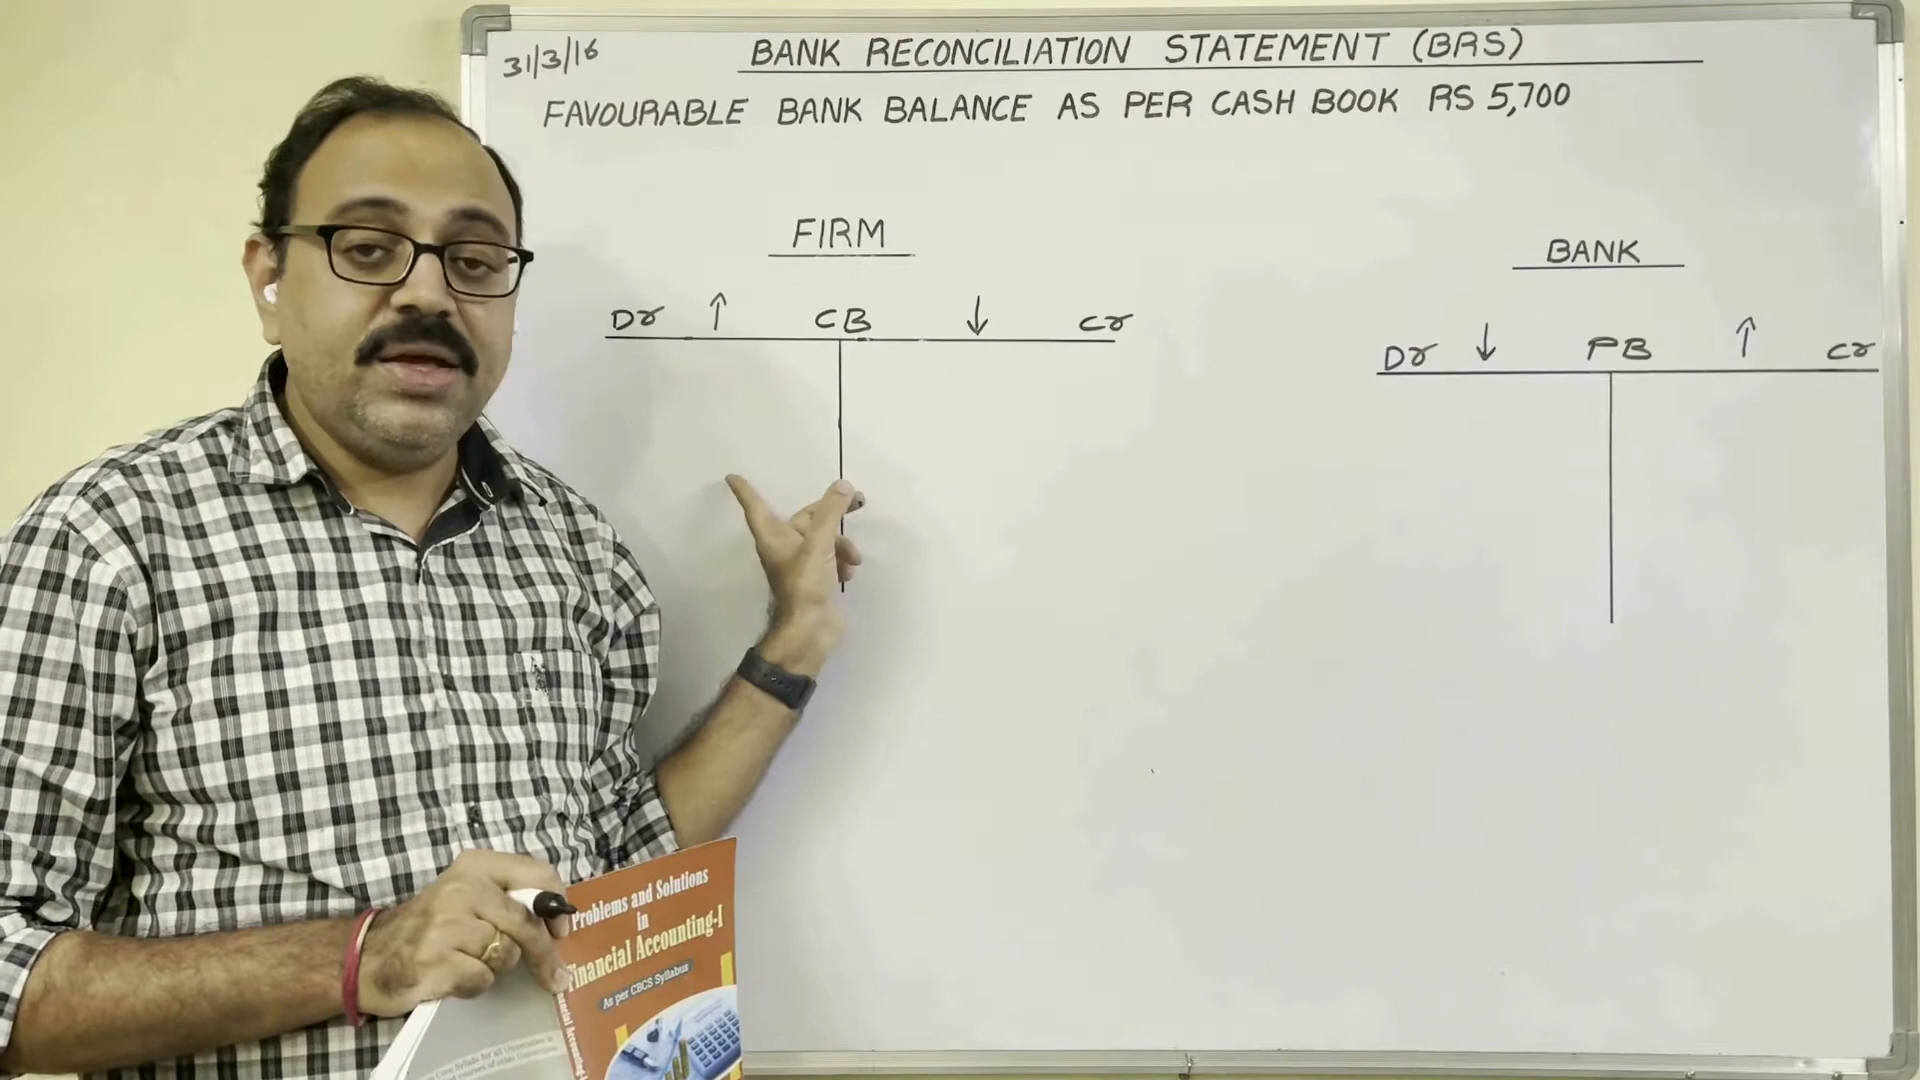 31/3/16
BANK RECONCILIATION STATEMENT (BRS)
FAVOURABLE BANK BALANCE AS PER CASH BOOK RS 5,700
FIRM
Dr ↑ CB ↓ Cr
BANK
Dr ↓ PB ↑ Cr
Problems and Solutions
in
Financial Accounting-I
As per CBCS Syllabus